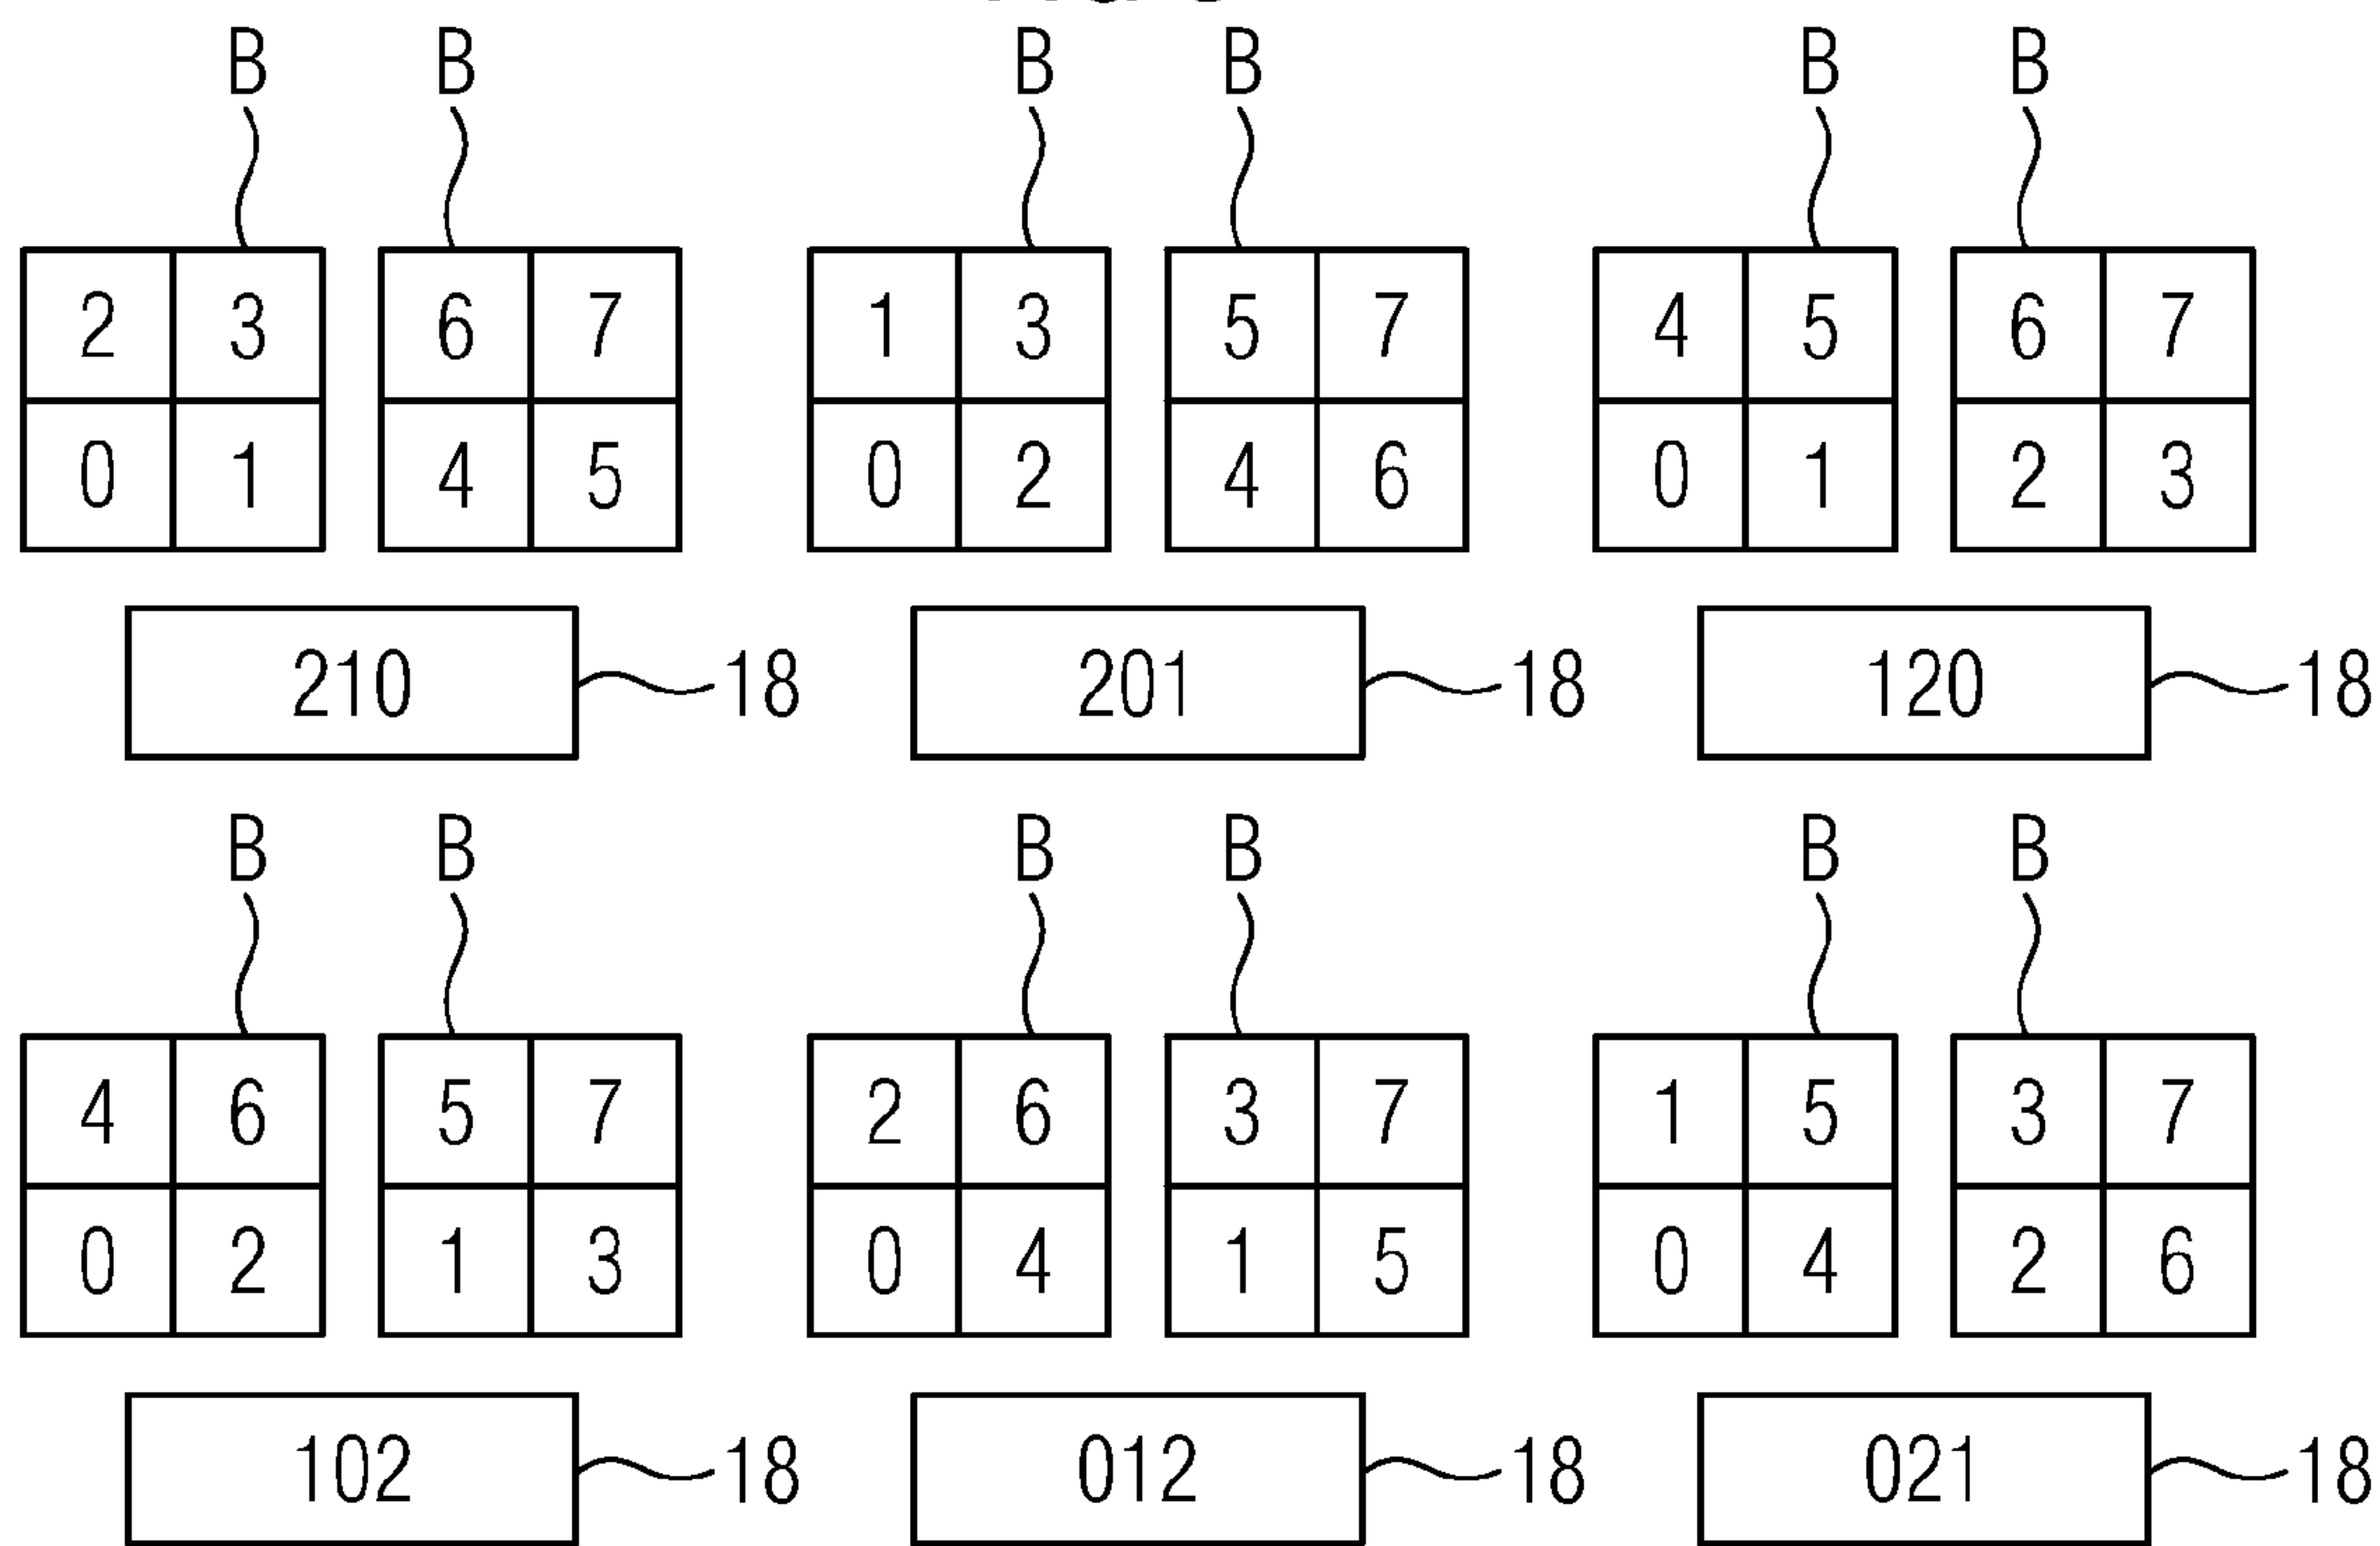 B B B B B B
2 3 6 7 1 3 5 7 4 5 6 7
0 1 4 5 0 2 4 6 0 1 2 3
210 18 201 18 120 18
B B B B B B
4 6 5 7 2 6 3 7 1 5 3 7
0 2 1 3 0 4 1 5 0 4 2 6
102 18 012 18 021 18